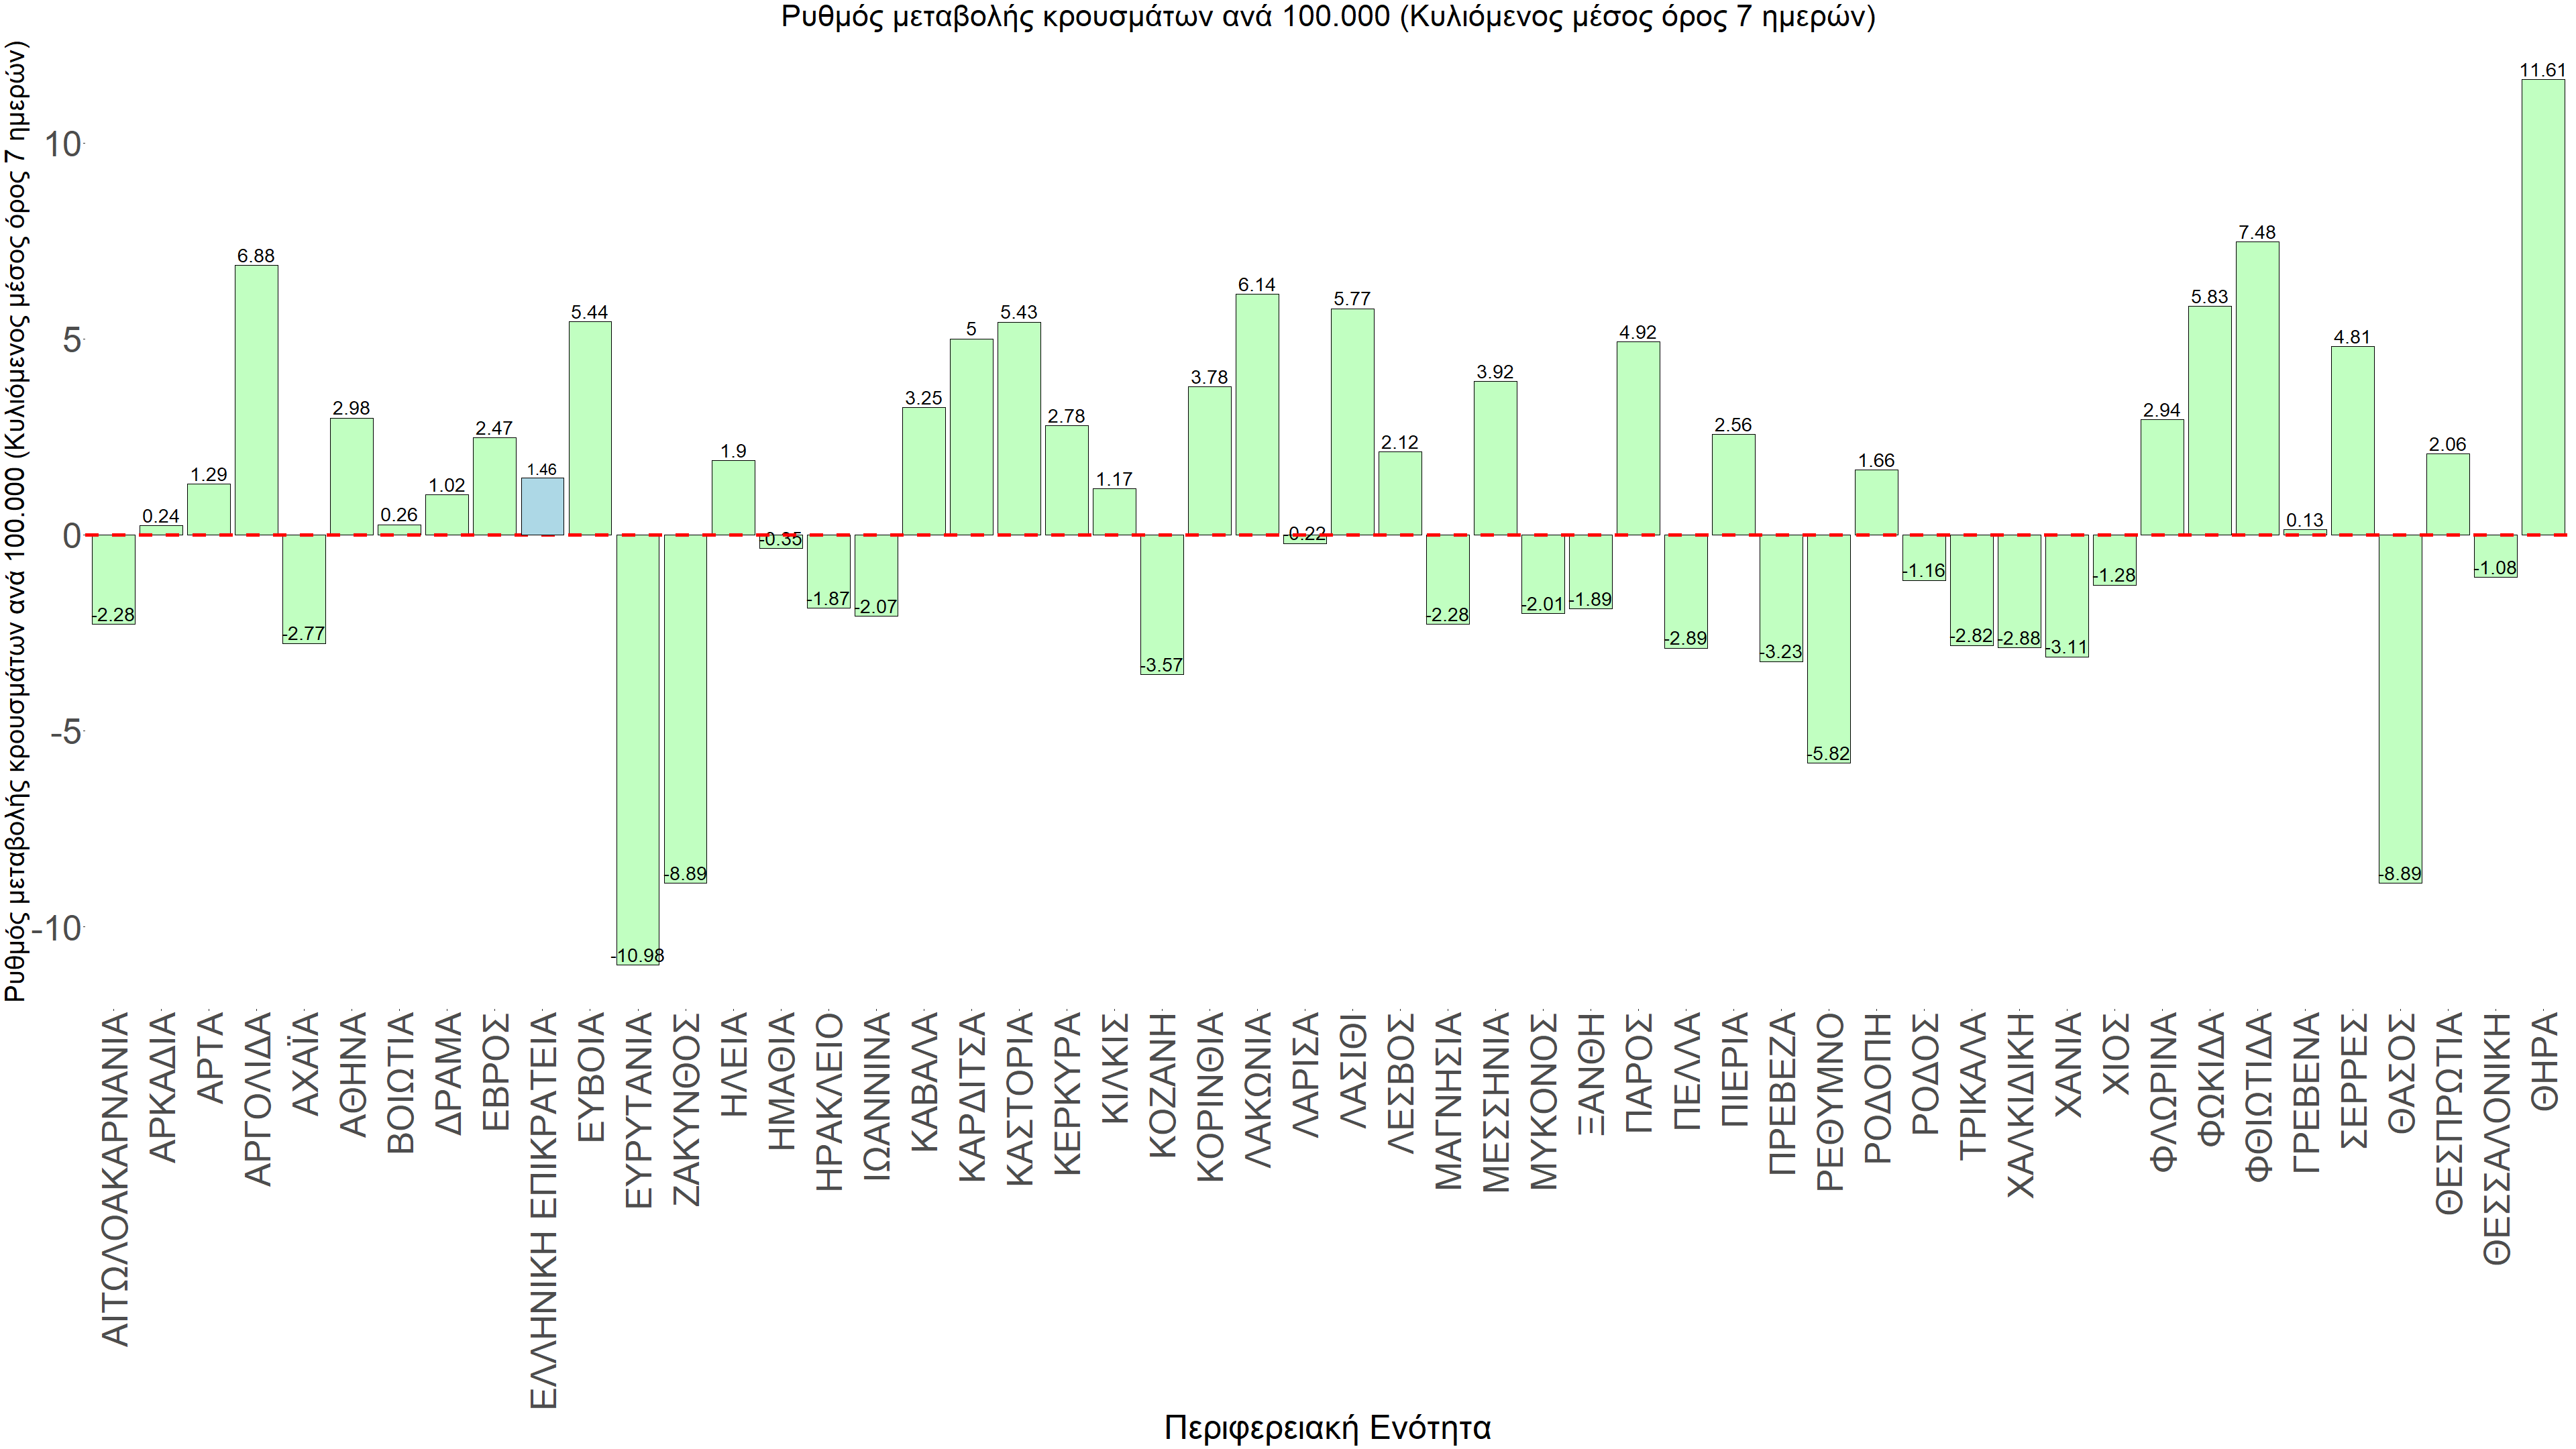 Ρυθμός μεταβολής κρουσμάτων ανά 100.000 (Κυλιόμενος μέσος όρος 7 ημερών)
Ρυθμός μεταβολής κρουσμάτων ανά 100.000 (Κυλιόμενος μέσος όρος 7 ημερών)
10
5
0
-5
-10
-2.28
0.24
1.29
6.88
-2.77
2.98
0.26
1.02
2.47
1.46
5.44
-10.98
-8.89
1.9
-0.35
-1.87
-2.07
3.25
5
5.43
2.78
1.17
-3.57
3.78
6.14
-0.22
5.77
2.12
-2.28
3.92
-2.01
-1.89
4.92
-2.89
2.56
-3.23
-5.82
1.66
-1.16
-2.82
-2.88
-3.11
-1.28
2.94
5.83
7.48
0.13
4.81
-8.89
2.06
-1.08
11.61
ΑΙΤΩΛΟΑΚΑΡΝΑΝΙΑ
ΑΡΚΑΔΙΑ
ΑΡΤΑ
ΑΡΓΟΛΙΔΑ
ΑΧΑΪΑ
ΑΘΗΝΑ
ΒΟΙΩΤΙΑ
ΔΡΑΜΑ
ΕΒΡΟΣ
ΕΛΛΗΝΙΚΗ ΕΠΙΚΡΑΤΕΙΑ
ΕΥΒΟΙΑ
ΕΥΡΥΤΑΝΙΑ
ΖΑΚΥΝΘΟΣ
ΗΛΕΙΑ
ΗΜΑΘΙΑ
ΗΡΑΚΛΕΙΟ
ΙΩΑΝΝΙΝΑ
ΚΑΒΑΛΑ
ΚΑΡΔΙΤΣΑ
ΚΑΣΤΟΡΙΑ
ΚΕΡΚΥΡΑ
ΚΙΛΚΙΣ
ΚΟΖΑΝΗ
ΚΟΡΙΝΘΙΑ
ΛΑΚΩΝΙΑ
ΛΑΡΙΣΑ
ΛΑΣΙΘΙ
ΛΕΣΒΟΣ
ΜΑΓΝΗΣΙΑ
ΜΕΣΣΗΝΙΑ
ΜΥΚΟΝΟΣ
ΞΑΝΘΗ
ΠΑΡΟΣ
ΠΕΛΛΑ
ΠΙΕΡΙΑ
ΠΡΕΒΕΖΑ
ΡΕΘΥΜΝΟ
ΡΟΔΟΠΗ
ΡΟΔΟΣ
ΤΡΙΚΑΛΑ
ΧΑΛΚΙΔΙΚΗ
ΧΑΝΙΑ
ΧΙΟΣ
ΦΛΩΡΙΝΑ
ΦΩΚΙΔΑ
ΦΘΙΩΤΙΔΑ
ΓΡΕΒΕΝΑ
ΣΕΡΡΕΣ
ΘΑΣΟΣ
ΘΕΣΠΡΩΤΙΑ
ΘΕΣΣΑΛΟΝΙΚΗ
ΘΗΡΑ
Περιφερειακή Ενότητα